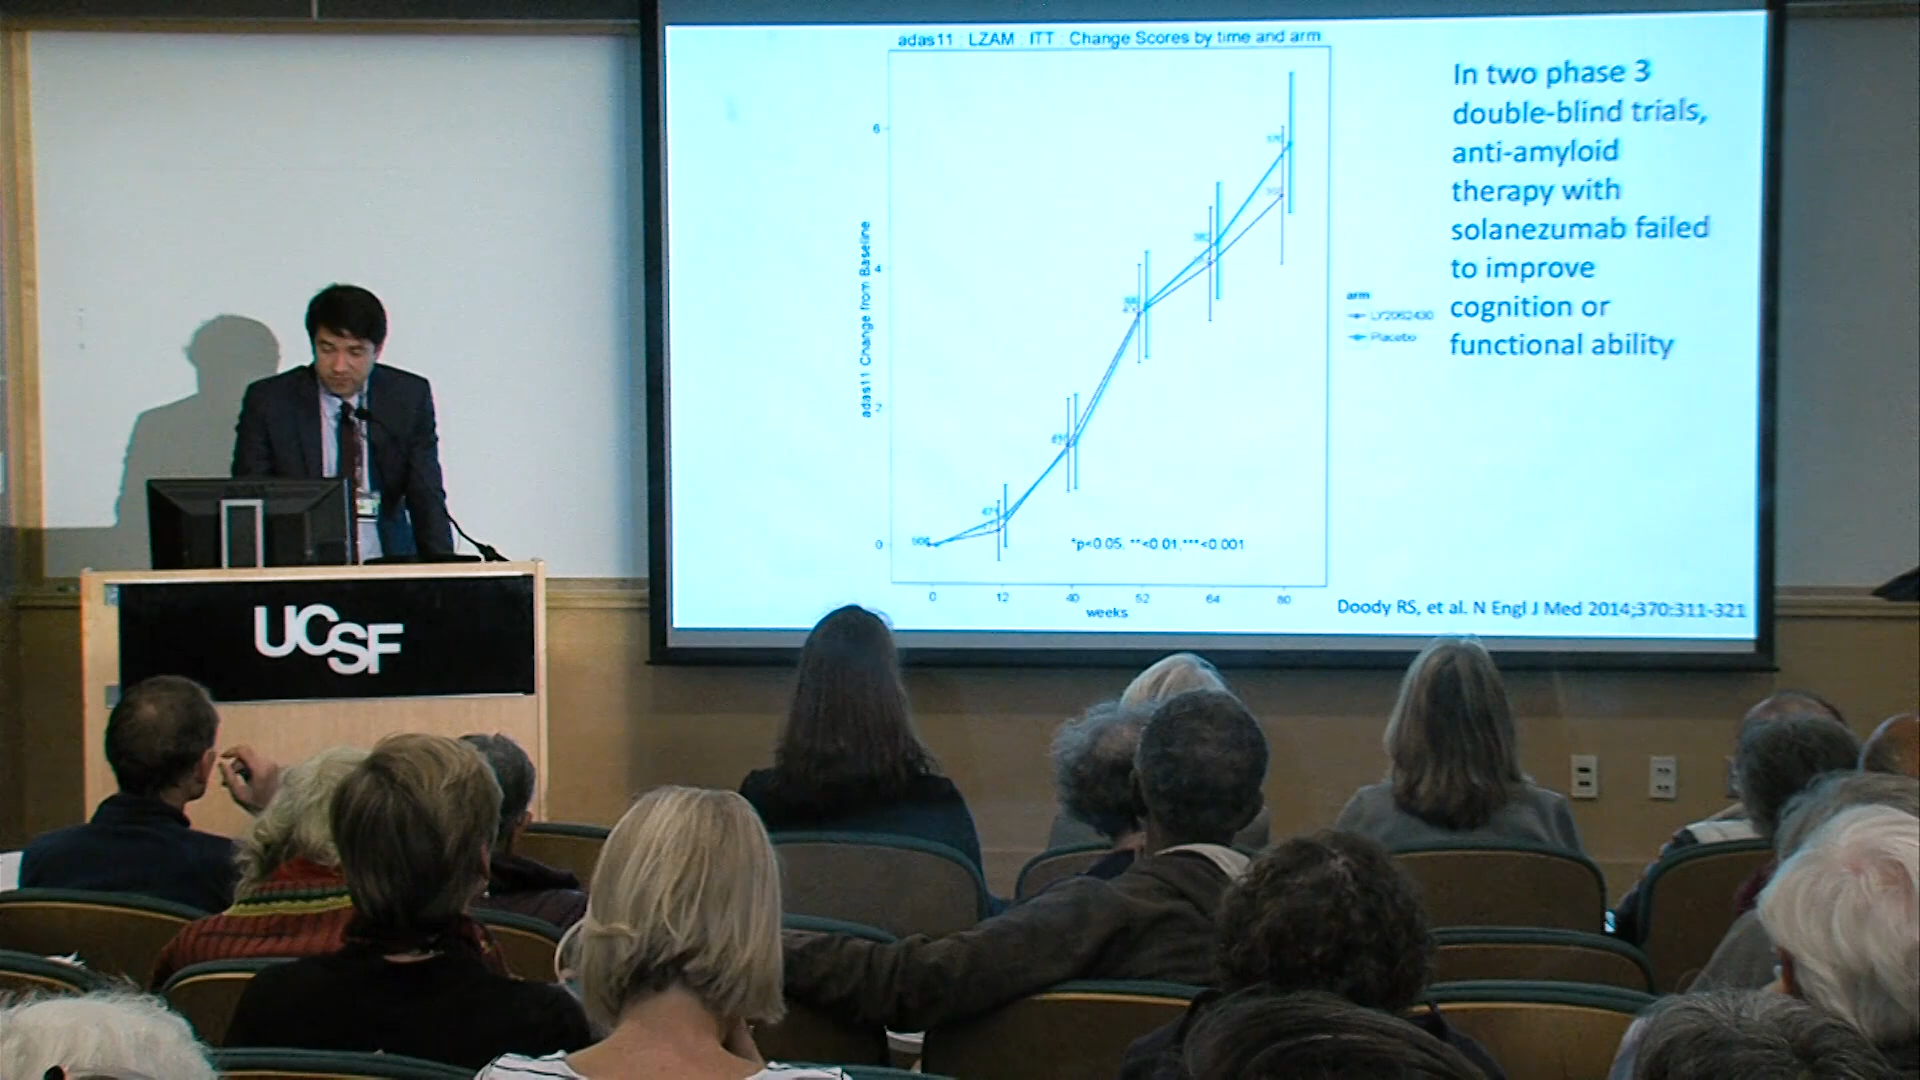 adas11 : LZAM : ITT : Change Scores by time and arm
In two phase 3
double-blind trials,
anti-amyloid
therapy with
solanezumab failed
to improve
cognition or
functional ability
adas11 Change from Baseline
6
4
2
0
arm
LY2062430
Placebo
*p<0.05, **<0.01,***<0.001
0 12 40 52 64 80
weeks
Doody RS, et al. N Engl J Med 2014;370:311-321
UCSF